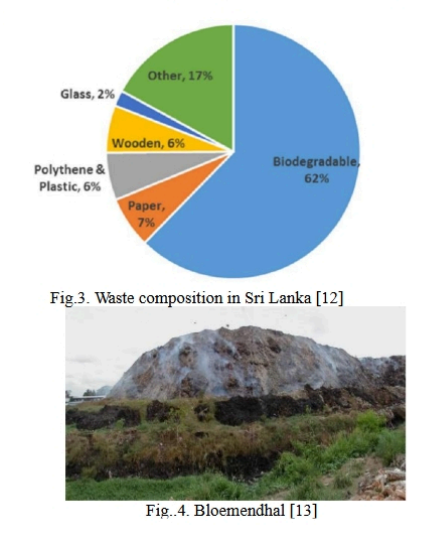 Other, 17%
Glass, 2%
Wooden, 6%
Polythene &
Plastic, 6%
Paper,
7%
Biodegradable,
62%
Fig.3. Waste composition in Sri Lanka [12]
Fig..4. Bloemendhal [13]